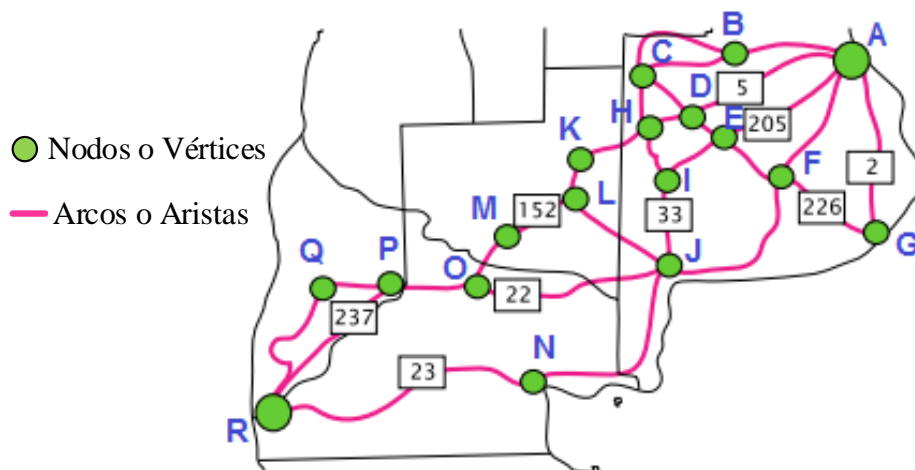 Nodos o Vértices
Arcos o Aristas
A
B
C
D
5
E
205
H
K
F
I
2
L
M
152
33
226
G
J
Q
P
O
22
237
N
23
R